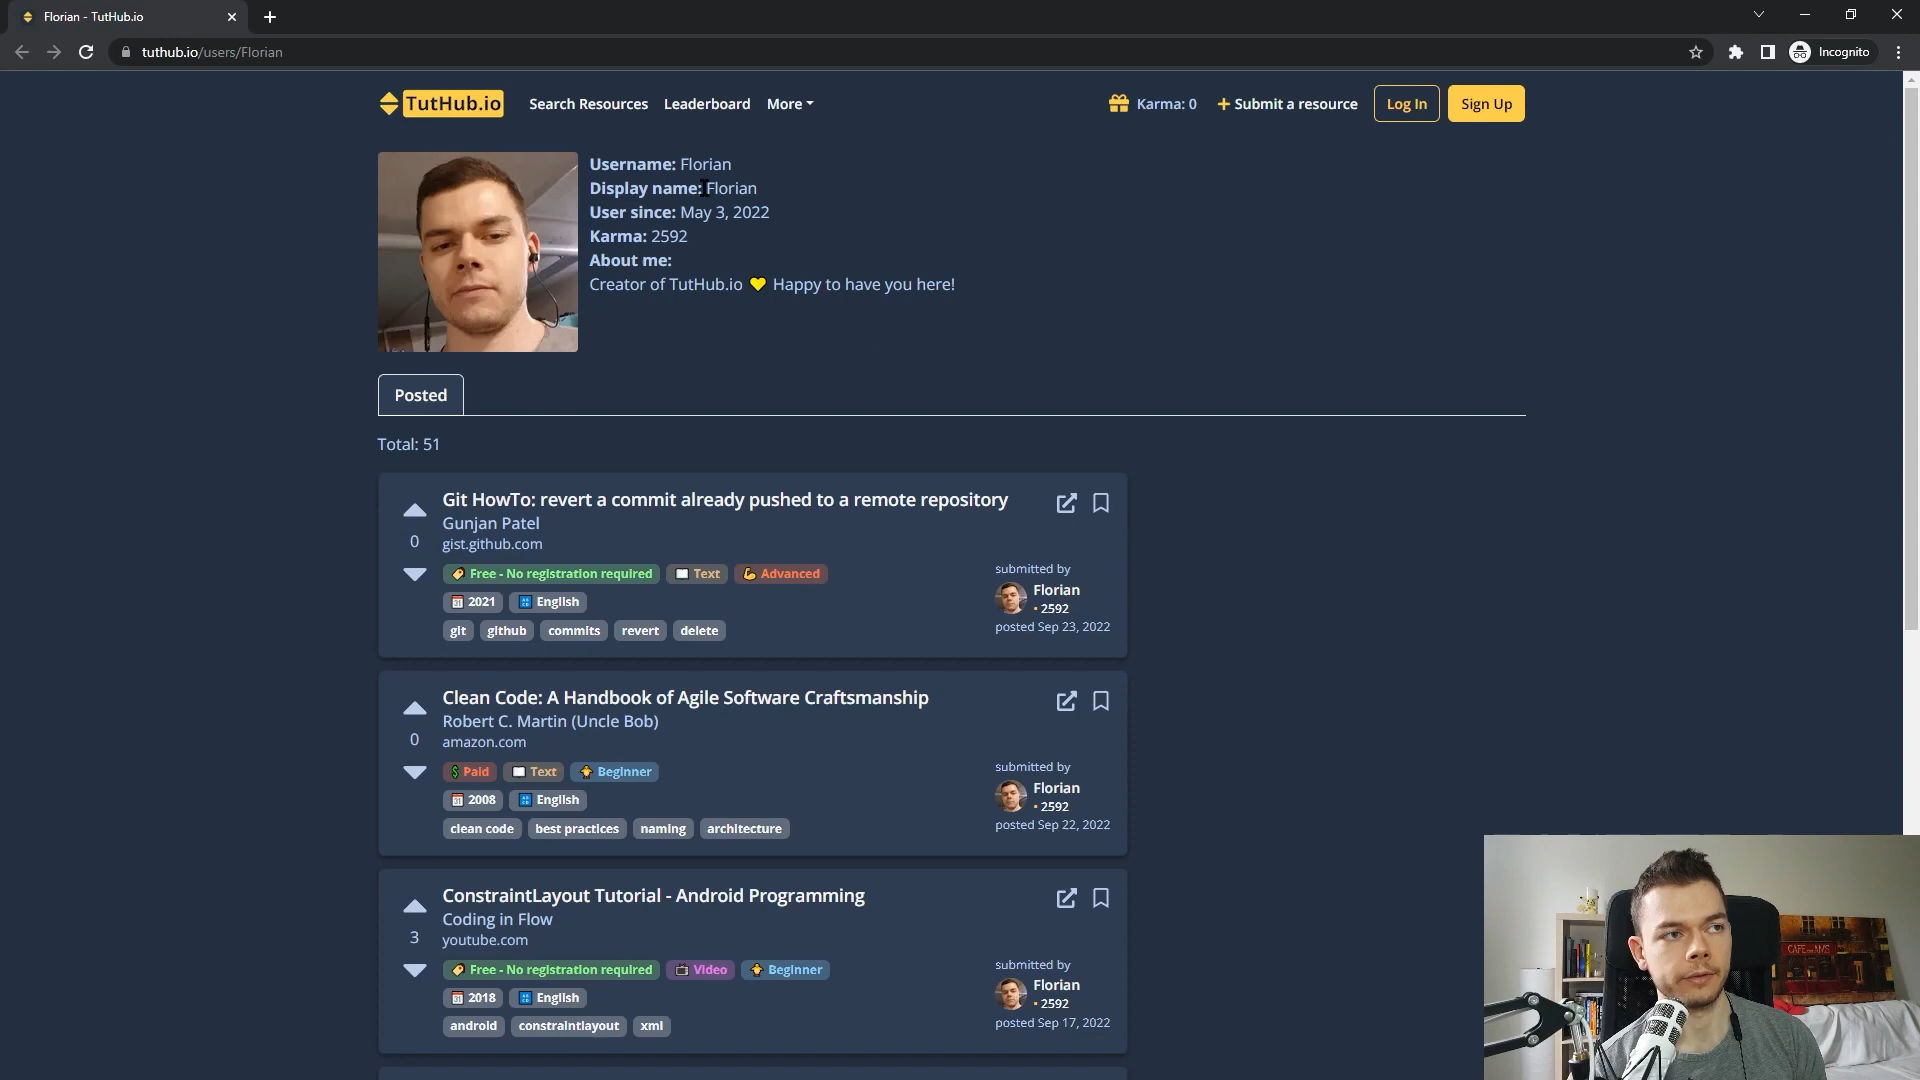 Florian - TutHub.io
tuthub.io/users/Florian
Incognito
TutHub.io
Search Resources
Leaderboard
More
Karma: 0
+ Submit a resource
Log In
Sign Up
Username: Florian
Display name: Florian
User since: May 3, 2022
Karma: 2592
About me:
Creator of TutHub.io 💛 Happy to have you here!
Posted
Total: 51
Git HowTo: revert a commit already pushed to a remote repository
Gunjan Patel
0
gist.github.com
Free - No registration required
Text
Advanced
2021
English
git
github
commits
revert
delete
submitted by
Florian
• 2592
posted Sep 23, 2022
Clean Code: A Handbook of Agile Software Craftsmanship
Robert C. Martin (Uncle Bob)
0
amazon.com
Paid
Text
Beginner
2008
English
clean code
best practices
naming
architecture
submitted by
Florian
• 2592
posted Sep 22, 2022
ConstraintLayout Tutorial - Android Programming
Coding in Flow
3
youtube.com
Free - No registration required
Video
Beginner
2018
English
android
constraintlayout
xml
submitted by
Florian
• 2592
posted Sep 17, 2022